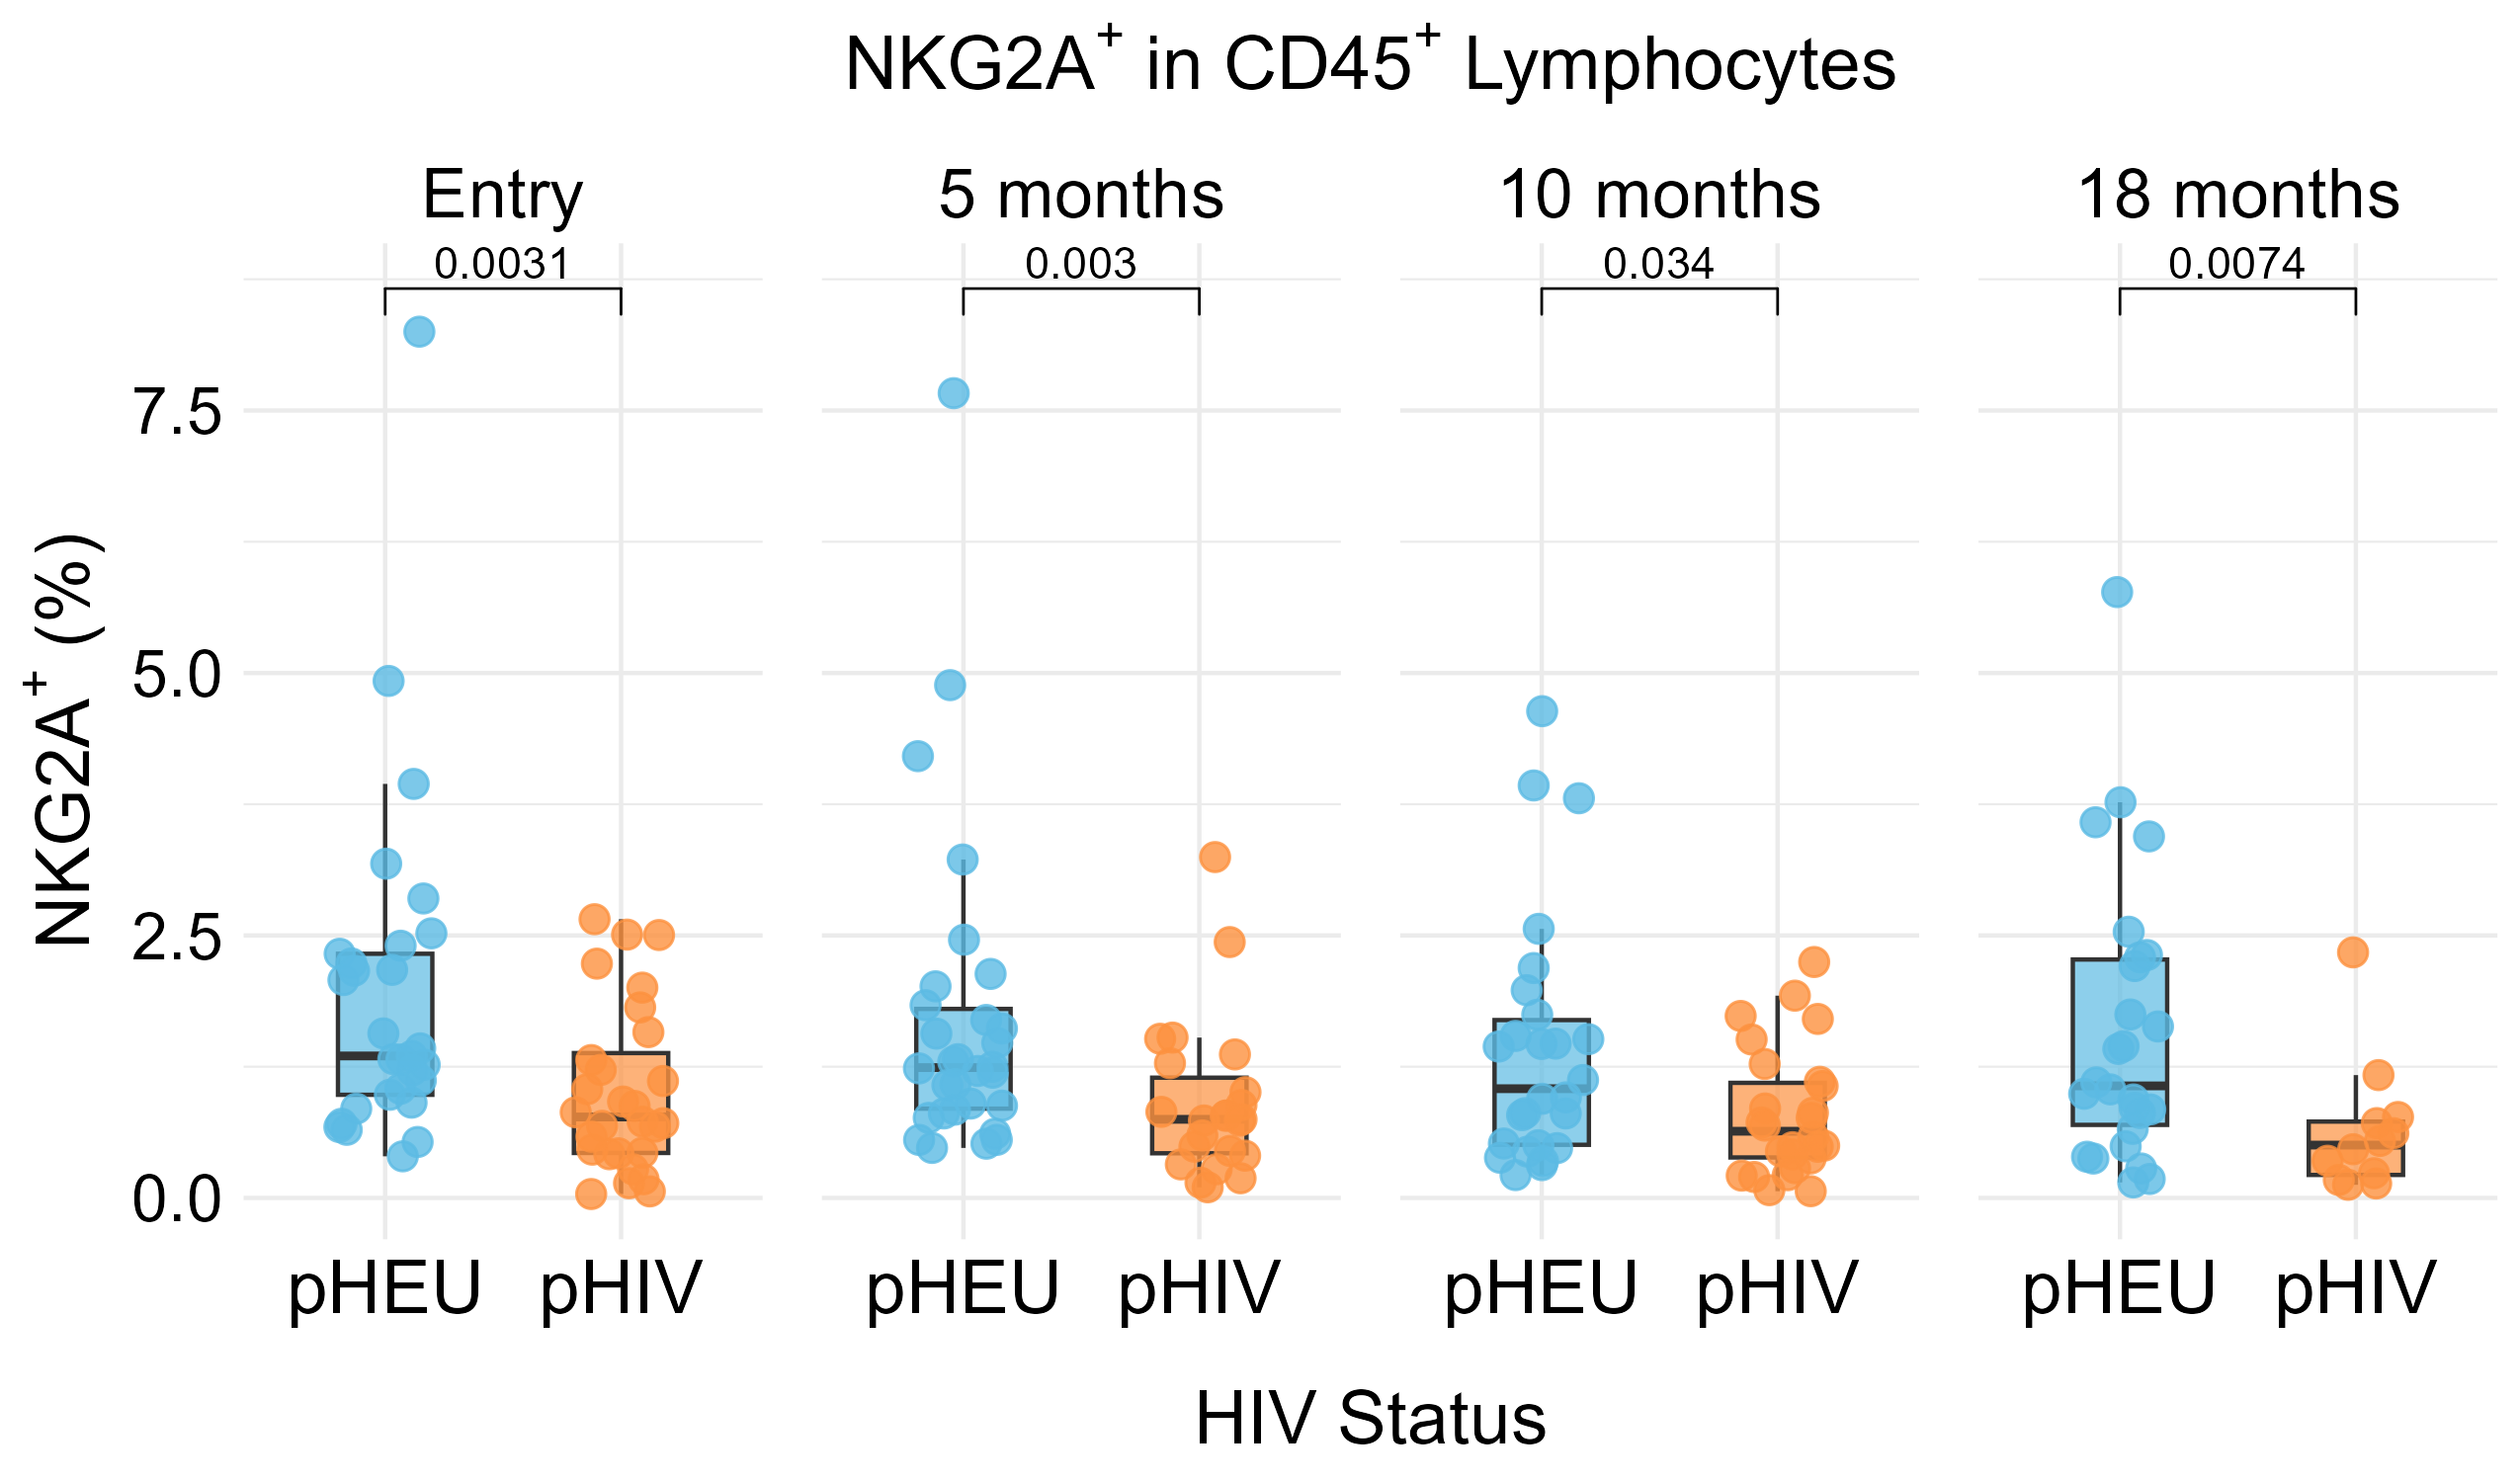 NKG2A+ in CD45+ Lymphocytes
Entry 5 months 10 months 18 months
0.0031 0.003 0.034 0.0074
NKG2A+ (%)
7.5
5.0
2.5
0.0
pHEU pHIV pHEU pHIV pHEU pHIV pHEU pHIV
HIV Status